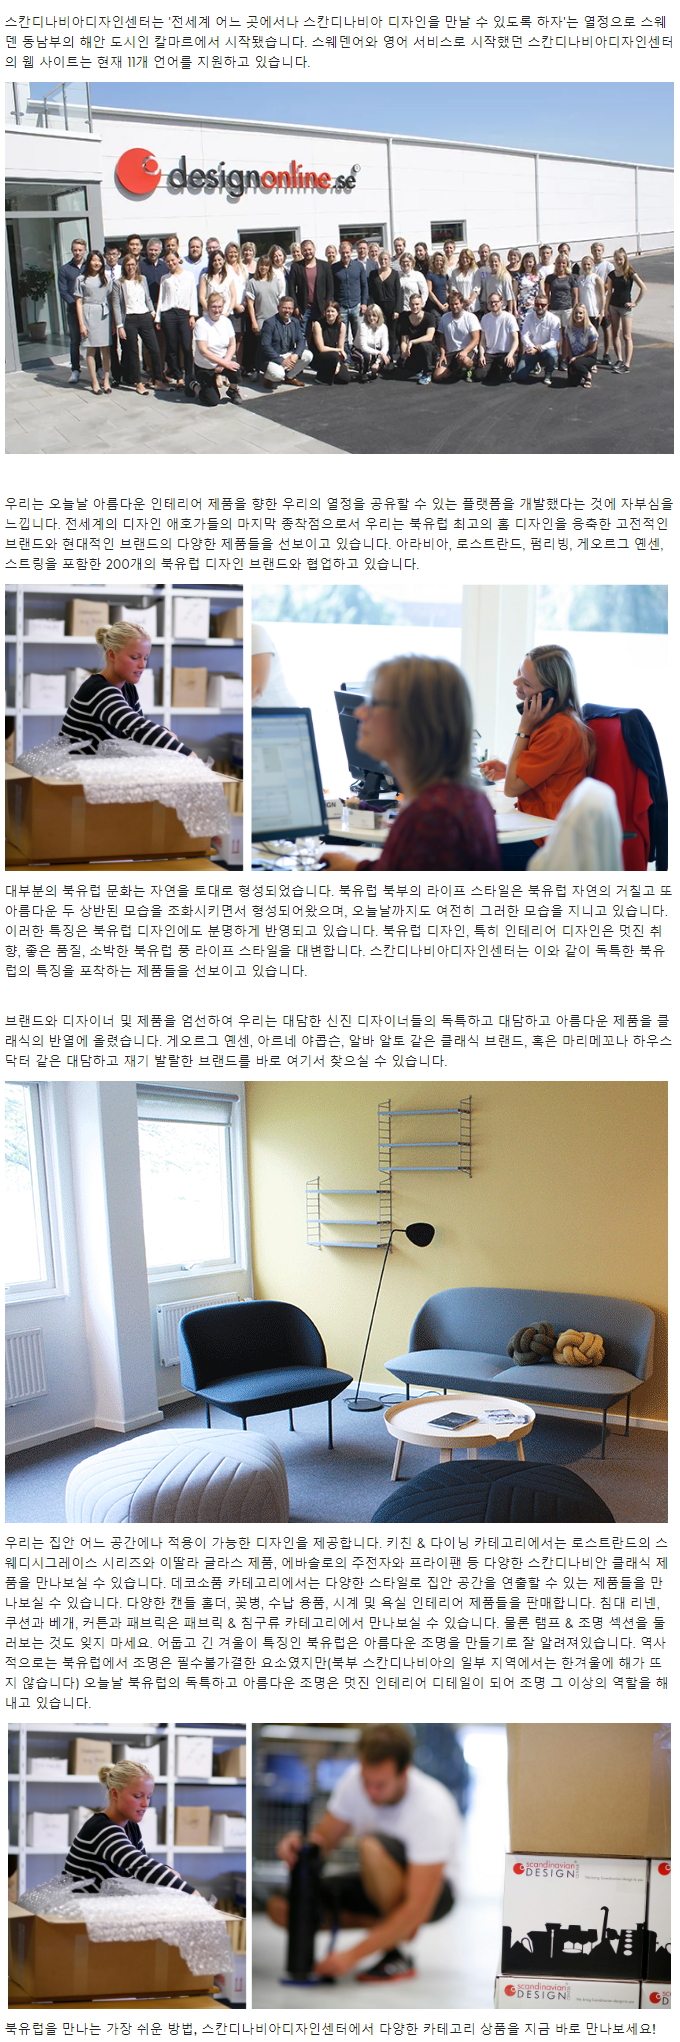 스칸디나비아디자인센터는 '전세계 어느 곳에서나 스칸디나비아 디자인을 만날 수 있도록 하자'는 열정으로 스웨
덴 동남부의 해안 도시인 칼마르에서 시작됐습니다. 스웨덴어와 영어 서비스로 시작했던 스칸디나비아디자인센터
의 웹 사이트는 현재 11개 언어를 지원하고 있습니다.
designonline.se
우리는 오늘날 아름다운 인테리어 제품을 향한 우리의 열정을 공유할 수 있는 플랫폼을 개발했다는 것에 자부심을
느낍니다. 전세계의 디자인 애호가들의 마지막 종착점으로서 우리는 북유럽 최고의 홈 디자인을 응축한 고전적인
브랜드와 현대적인 브랜드의 다양한 제품들을 선보이고 있습니다. 아라비아, 로스트란드, 펌리빙, 게오르그 옌센,
스트링을 포함한 200개의 북유럽 디자인 브랜드와 협업하고 있습니다.
대부분의 북유럽 문화는 자연을 토대로 형성되었습니다. 북유럽 북부의 라이프 스타일은 북유럽 자연의 거칠고 또
아름다운 두 상반된 모습을 조화시키면서 형성되어왔으며, 오늘날까지도 여전히 그러한 모습을 지니고 있습니다.
이러한 특징은 북유럽 디자인에도 분명하게 반영되고 있습니다. 북유럽 디자인, 특히 인테리어 디자인은 멋진 취
향, 좋은 품질, 소박한 북유럽 풍 라이프 스타일을 대변합니다. 스칸디나비아디자인센터는 이와 같이 독특한 북유
럽의 특징을 포착하는 제품들을 선보이고 있습니다.
브랜드와 디자이너 및 제품을 엄선하여 우리는 대담한 신진 디자이너들의 독특하고 대담하고 아름다운 제품을 클
래식의 반열에 올렸습니다. 게오르그 옌센, 아르네 야콥슨, 알바 알토 같은 클래식 브랜드, 혹은 마리메꼬나 하우스
닥터 같은 대담하고 재기 발랄한 브랜드를 바로 여기서 찾으실 수 있습니다.
우리는 집안 어느 공간에나 적용이 가능한 디자인을 제공합니다. 키친 & 다이닝 카테고리에서는 로스트란드의 스
웨디시그레이스 시리즈와 이딸라 글라스 제품, 에바솔로의 주전자와 프라이팬 등 다양한 스칸디나비안 클래식 제
품을 만나보실 수 있습니다. 데코소품 카테고리에서는 다양한 스타일로 집안 공간을 연출할 수 있는 제품들을 만
나보실 수 있습니다. 다양한 캔들 홀더, 꽃병, 수납 용품, 시계 및 욕실 인테리어 제품들을 판매합니다. 침대 리넨,
쿠션과 베개, 커튼과 패브릭은 패브릭 & 침구류 카테고리에서 만나보실 수 있습니다. 물론 램프 & 조명 섹션을 둘
러보는 것도 잊지 마세요. 어둡고 긴 겨울이 특징인 북유럽은 아름다운 조명을 만들기로 잘 알려져있습니다. 역사
적으로는 북유럽에서 조명은 필수불가결한 요소였지만(북부 스칸디나비아의 일부 지역에서는 한겨울에 해가 뜨
지 않습니다) 오늘날 북유럽의 독특하고 아름다운 조명은 멋진 인테리어 디테일이 되어 조명 그 이상의 역할을 해
내고 있습니다.
scandinavian
DESIGN
scandinavian
DESIGN
북유럽을 만나는 가장 쉬운 방법, 스칸디나비아디자인센터에서 다양한 카테고리 상품을 지금 바로 만나보세요!